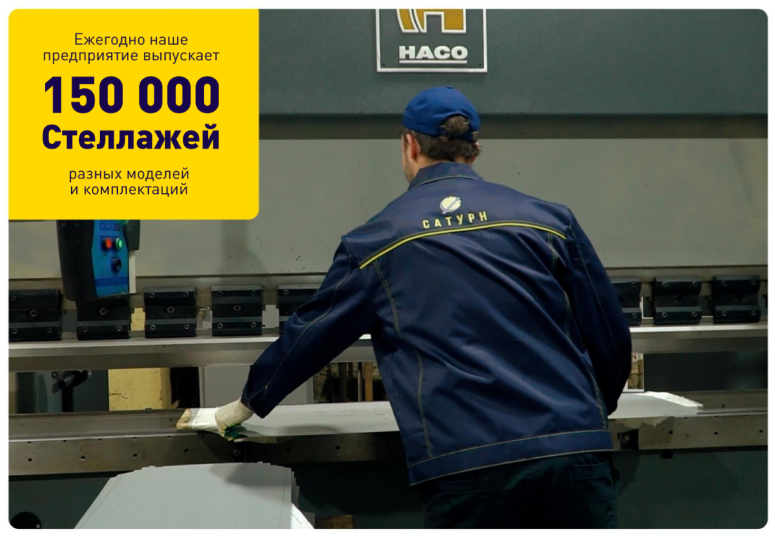 Ежегодно наше
предприятие выпускает
150 000
Стеллажей
разных моделей
и комплектаций
HACO
САТУРН